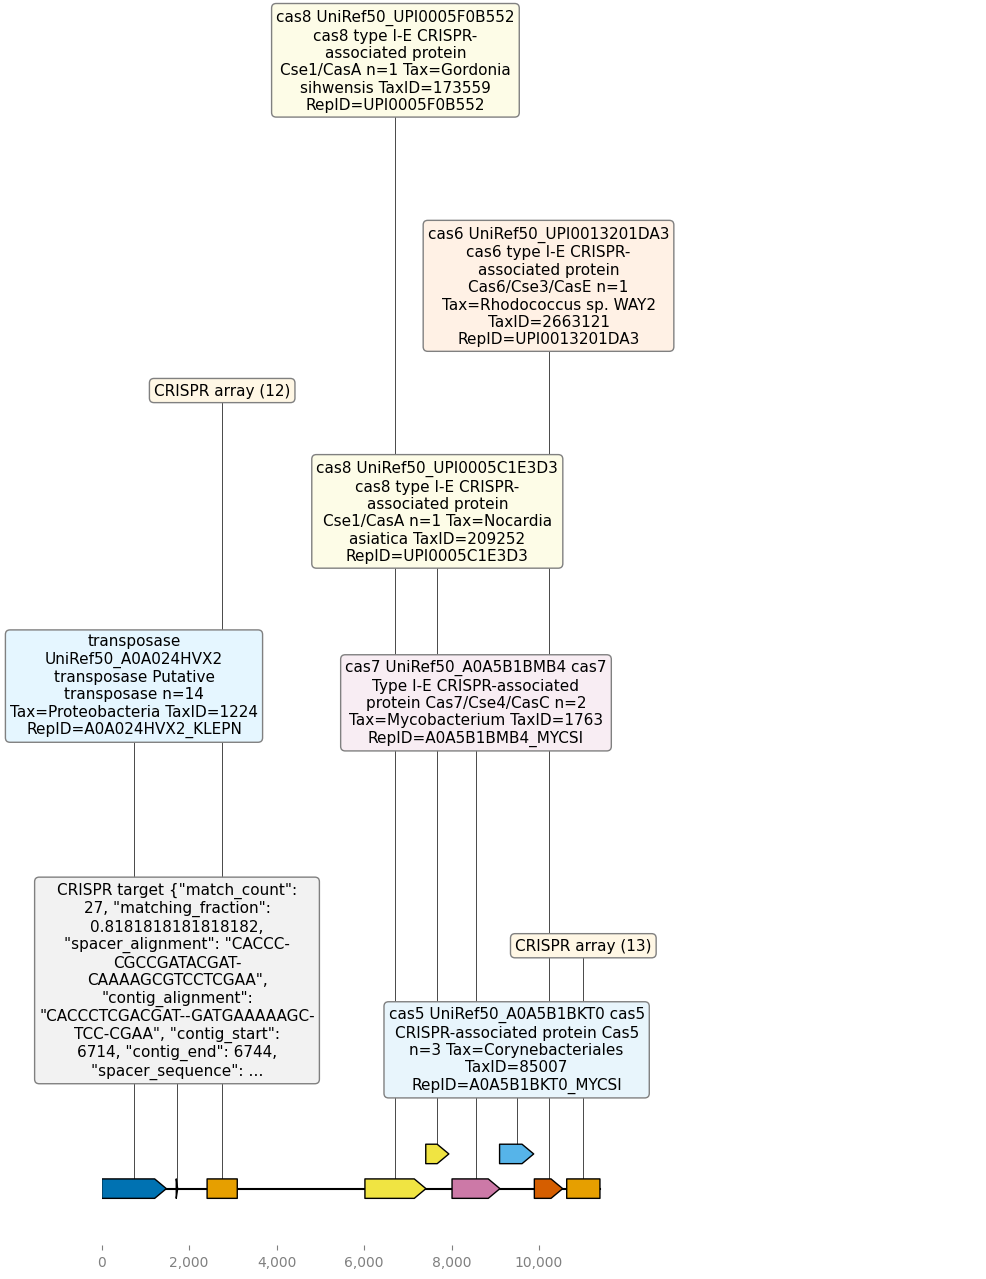 cas8 UniRef50_UPI0005F0B552
cas8 type I-E CRISPR-
associated protein
Cse1/CasA n=1 Tax=Gordonia
sihwensis TaxID=173559
RepID=UPI0005F0B552
cas6 UniRef50_UPI0013201DA3
cas6 type I-E CRISPR-
associated protein
Cas6/Cse3/CasE n=1
Tax=Rhodococcus sp. WAY2
TaxID=2663121
RepID=UPI0013201DA3
CRISPR array (12)
cas8 UniRef50_UPI0005C1E3D3
cas8 type I-E CRISPR-
associated protein
Cse1/CasA n=1 Tax=Nocardia
asiatica TaxID=209252
RepID=UPI0005C1E3D3
transposase
UniRef50_A0A024HVX2
transposase Putative
transposase n=14
Tax=Proteobacteria TaxID=1224
RepID=A0A024HVX2_KLEPN
cas7 UniRef50_A0A5B1BMB4 cas7
Type I-E CRISPR-associated
protein Cas7/Cse4/CasC n=2
Tax=Mycobacterium TaxID=1763
RepID=A0A5B1BMB4_MYCSI
CRISPR target {"match_count":
27, "matching_fraction":
0.8181818181818182,
"spacer_alignment": "CACCC-
CGCCGATACGAT-
CAAAAGCGTCCTCGAA",
"contig_alignment":
"CACCCTCGACGAT--GATGAAAAAGC-
TCC-CGAA", "contig_start":
6714, "contig_end": 6744,
"spacer_sequence": ...
CRISPR array (13)
cas5 UniRef50_A0A5B1BKT0 cas5
CRISPR-associated protein Cas5
n=3 Tax=Corynebacteriales
TaxID=85007
RepID=A0A5B1BKT0_MYCSI
0 2,000 4,000 6,000 8,000 10,000